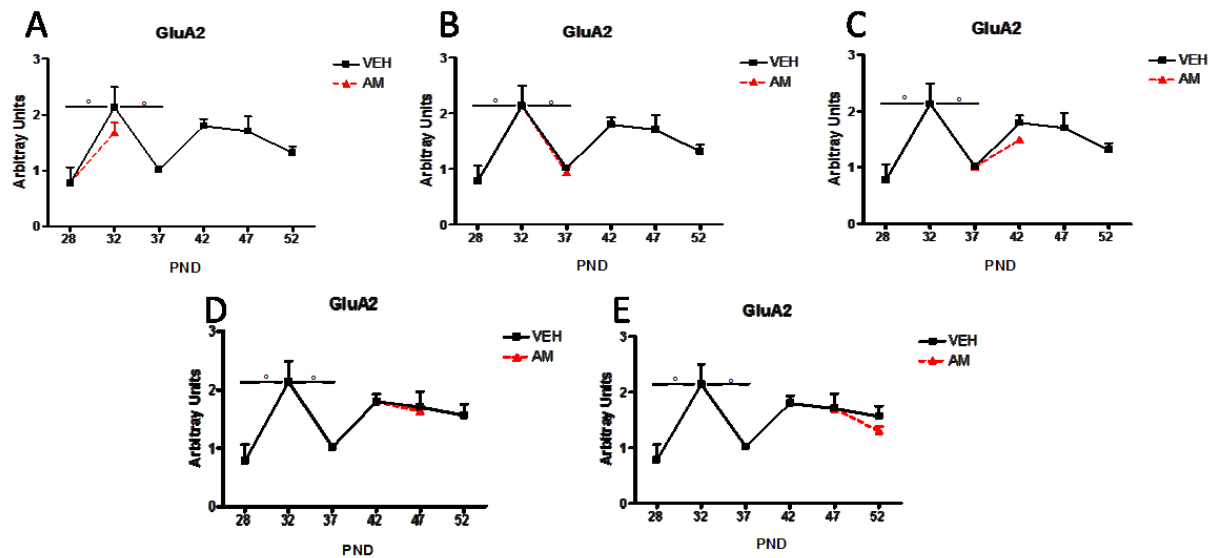 A
GluA2
VEH
AM
Arbitray Units
3
2
1
0
28 32 37 42 47 52
PND
B
GluA2
VEH
AM
Arbitray Units
3
2
1
0
28 32 37 42 47 52
PND
C
GluA2
VEH
AM
Arbitray Units
3
2
1
0
28 32 37 42 47 52
PND
D
GluA2
VEH
AM
Arbitray Units
3
2
1
0
28 32 37 42 47 52
PND
E
GluA2
VEH
AM
Arbitray Units
3
2
1
0
28 32 37 42 47 52
PND